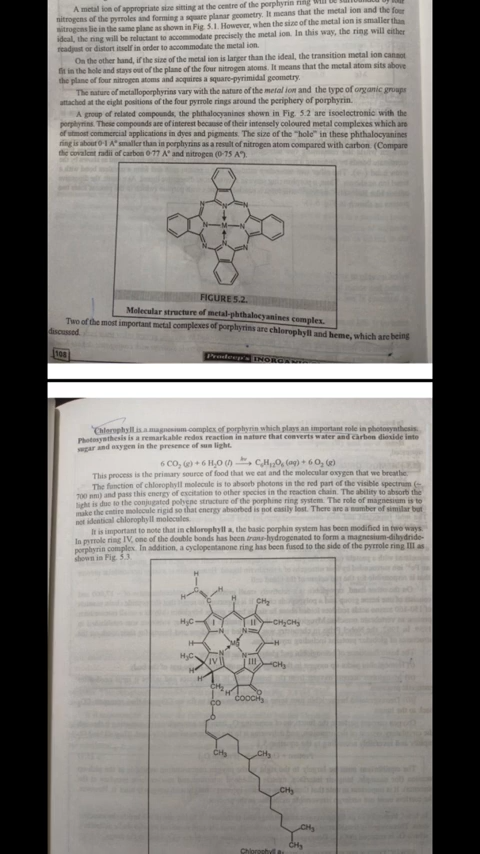 A metal ion of appropriate size sitting at the centre of the porphyrin ring will be surrounded by four
nitrogens of the pyrroles and forming a square planar geometry. It means that the metal ion and the four
nitrogens lie in the same plane as shown in Fig. 5.1. However, when the size of the metal ion is smaller than
ideal, the ring will be reluctant to accommodate precisely the metal ion. In this way, the ring will either
readjust or distort itself in order to accommodate the metal ion.
On the other hand, if the size of the metal ion is larger than the ideal, the transition metal ion cannot
fit in the hole and stays out of the plane of the four nitrogen atoms. It means that the metal atom sits above
the plane of four nitrogen atoms and acquires a square-pyrimidal geometry.
The nature of metalloporphyrins vary with the nature of the metal ion and the type of organic groups
attached at the eight positions of the four pyrrole rings around the periphery of porphyrin.
A group of related compounds, the phthalocyanines shown in Fig. 5.2 are isoelectronic with the
porphyrins. These compounds are of interest because of their intensely coloured metal complexes which are
of utmost commercial applications in dyes and pigments. The size of the "hole" in these phthalocyanines
ring is about 0·1 A° smaller than in porphyrins as a result of nitrogen atom compared with carbon. (Compare
the covalent radii of carbon 0·77 A° and nitrogen (0·75 A°).
N N N
N M N
N N N
FIGURE 5.2.
Molecular structure of metal-phthalocyanines complex.
Two of the most important metal complexes of porphyrins are chlorophyll and heme, which are being
discussed.
108
Pradeep's INORGANIC
Chlorophyll is a magnesium complex of porphyrin which plays an important role in photosynthesis.
Photosynthesis is a remarkable redox reaction in nature that converts water and carbon dioxide into
sugar and oxygen in the presence of sun light.
6 CO₂ (g) + 6 H₂O (l) hν → C₆H₁₂O₆ (aq) + 6 O₂ (g)
This process is the primary source of food that we eat and the molecular oxygen that we breathe.
The function of chlorophyll molecule is to absorb photons in the red part of the visible spectrum (~
700 nm) and pass this energy of excitation to other species in the reaction chain. The ability to absorb the
light is due to the conjugated polyene structure of the porphine ring system. The role of magnesium is to
make the entire molecule rigid so that energy absorbed is not easily lost. There are a number of similar but
not identical chlorophyll molecules.
It is important to note that in chlorophyll a, the basic porphin system has been modified in two ways.
In pyrrole ring IV, one of the double bonds has been trans-hydrogenated to form a magnesium-dihydride-
porphyrin complex. In addition, a cyclopentanone ring has been fused to the side of the pyrrole ring III as
shown in Fig. 5.3.
H
H C H
C H CH₃
H₃C I II CH₂CH₃
N N
H Mg H
H₃C N N
IV III CH₃
H
H
CH₂ H O
CO COOCH₃
O
CH₃ CH₃
CH₃
CH₃
CH₃
Chlorophyll a